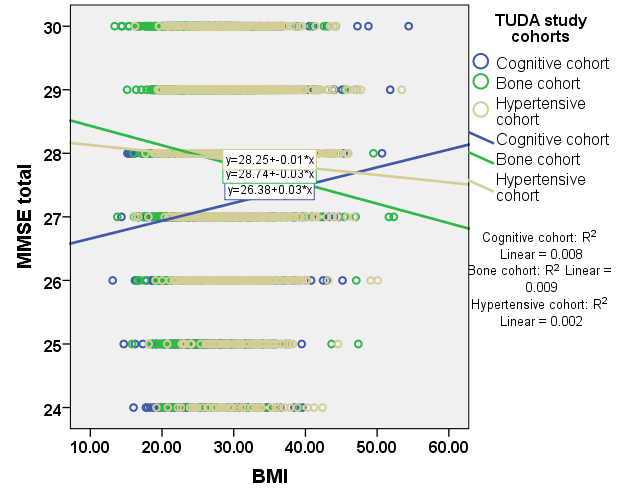 TUDA study
cohorts
Cognitive cohort
Bone cohort
Hypertensive
cohort
Cognitive cohort
Bone cohort
Hypertensive
cohort
Cognitive cohort: R²
Linear = 0.008
Bone cohort: R² Linear =
0.009
Hypertensive cohort: R²
Linear = 0.002
MMSE total
30
29
28
27
26
25
24
y=28.25+-0.01*x
y=28.74+-0.03*x
y=26.38+0.03*x
10.00 20.00 30.00 40.00 50.00 60.00
BMI